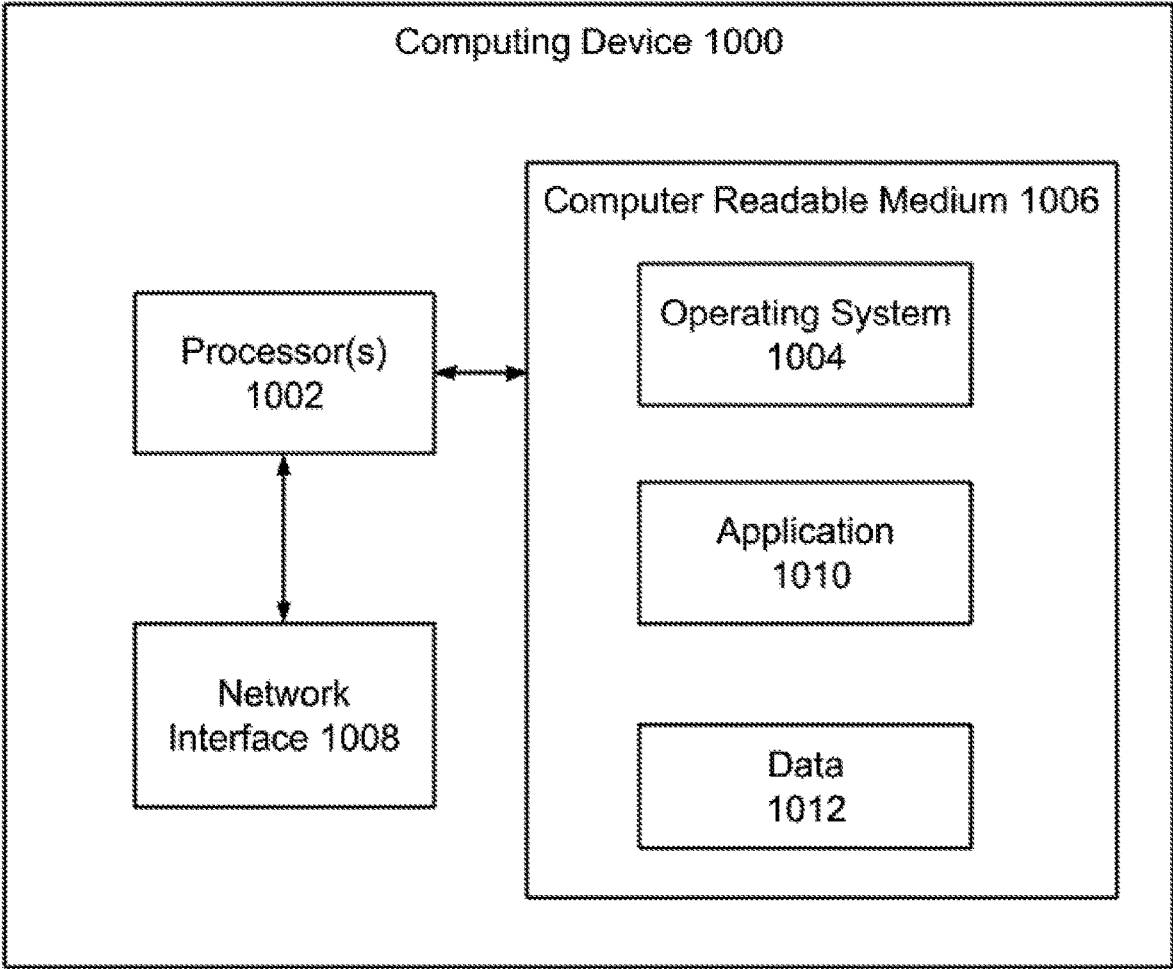 Computing Device 1000
Computer Readable Medium 1006
Operating System
1004
Processor(s)
1002
Application
1010
Network
Interface 1008
Data
1012